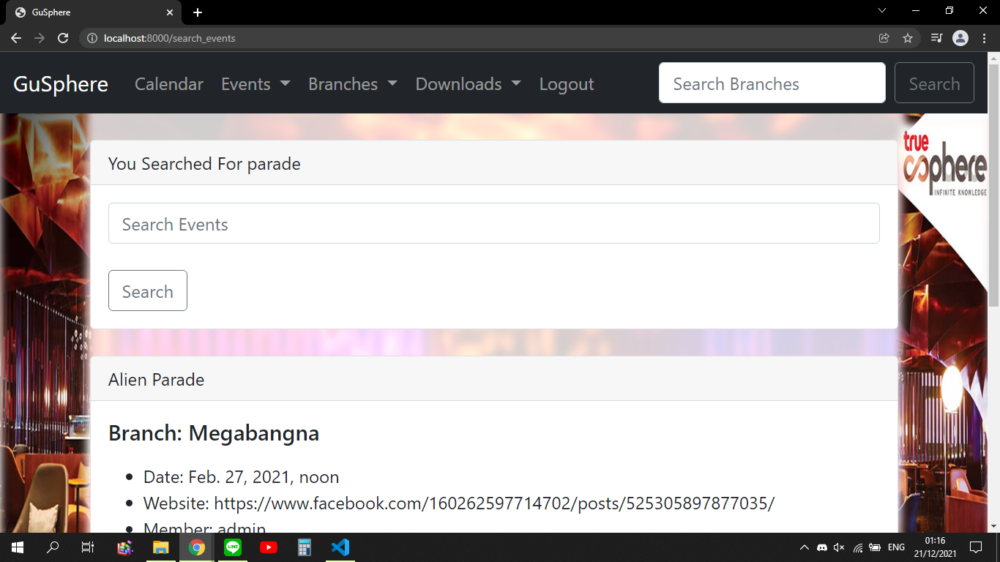 GuSphere
localhost:8000/search_events
GuSphere Calendar Events Branches Downloads Logout Search Branches Search
You Searched For parade
true
sphere
INFINITE KNOWLEDGE
Search Events
Search
Alien Parade
Branch: Megabangna
Date: Feb. 27, 2021, noon
Website: https://www.facebook.com/160262597714702/posts/525305897877035/
Member: admin
LINE
ENG
01:16
21/12/2021